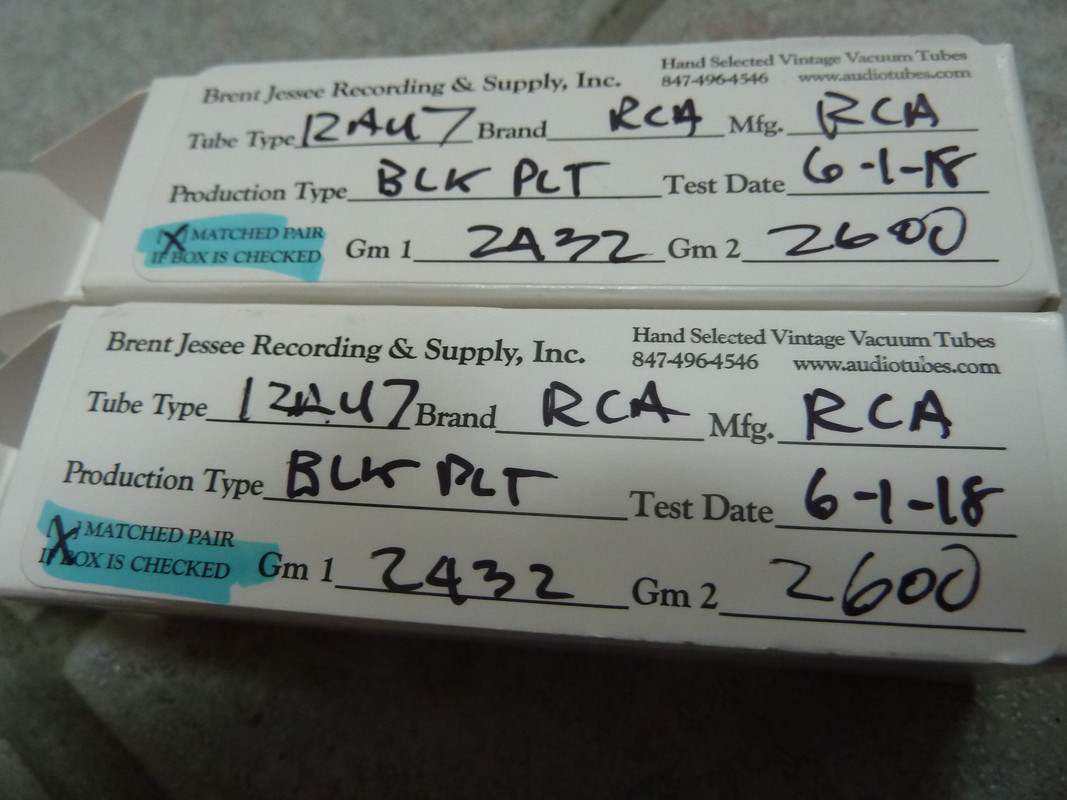 Brent Jessee Recording & Supply, Inc. Hand Selected Vintage Vacuum Tubes
847-496-4546 www.audiotubes.com
Tube Type 12AU7 Brand RCA Mfg. RCA
Production Type BLK PLT Test Date 6-1-18
[X] MATCHED PAIR
IF BOX IS CHECKED Gm 1 2432 Gm 2 2600
Brent Jessee Recording & Supply, Inc. Hand Selected Vintage Vacuum Tubes
847-496-4546 www.audiotubes.com
Tube Type 12AU7 Brand RCA Mfg. RCA
Production Type BLK PLT Test Date 6-1-18
[X] MATCHED PAIR
IF BOX IS CHECKED Gm 1 2432 Gm 2 2600